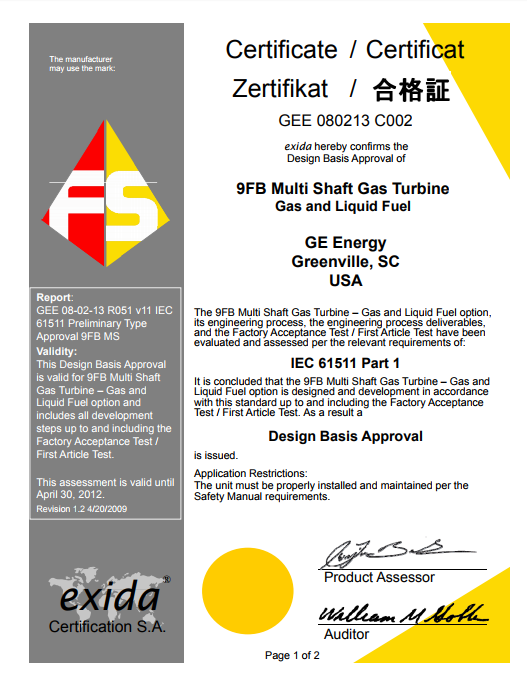 The manufacturer
may use the mark:
FS
Report:
GEE 08-02-13 R051 v11 IEC
61511 Preliminary Type
Approval 9FB MS
Validity:
This Design Basis Approval
is valid for 9FB Multi Shaft
Gas Turbine – Gas and
Liquid Fuel option and
includes all development
steps up to and including the
Factory Acceptance Test /
First Article Test.
This assessment is valid until
April 30, 2012.
Revision 1.2 4/20/2009
exida®
Certification S.A.
Certificate / Certificat
Zertifikat / 合格証
GEE 080213 C002
exida hereby confirms the
Design Basis Approval of
9FB Multi Shaft Gas Turbine
Gas and Liquid Fuel
GE Energy
Greenville, SC
USA
The 9FB Multi Shaft Gas Turbine – Gas and Liquid Fuel option,
its engineering process, the engineering process deliverables,
and the Factory Acceptance Test / First Article Test have been
evaluated and assessed per the relevant requirements of:
IEC 61511 Part 1
It is concluded that the 9FB Multi Shaft Gas Turbine – Gas and
Liquid Fuel option is designed and development in accordance
with this standard up to and including the Factory Acceptance
Test / First Article Test. As a result a
Design Basis Approval
is issued.
Application Restrictions:
The unit must be properly installed and maintained per the
Safety Manual requirements.
Product Assessor
William M
Auditor
Page 1 of 2